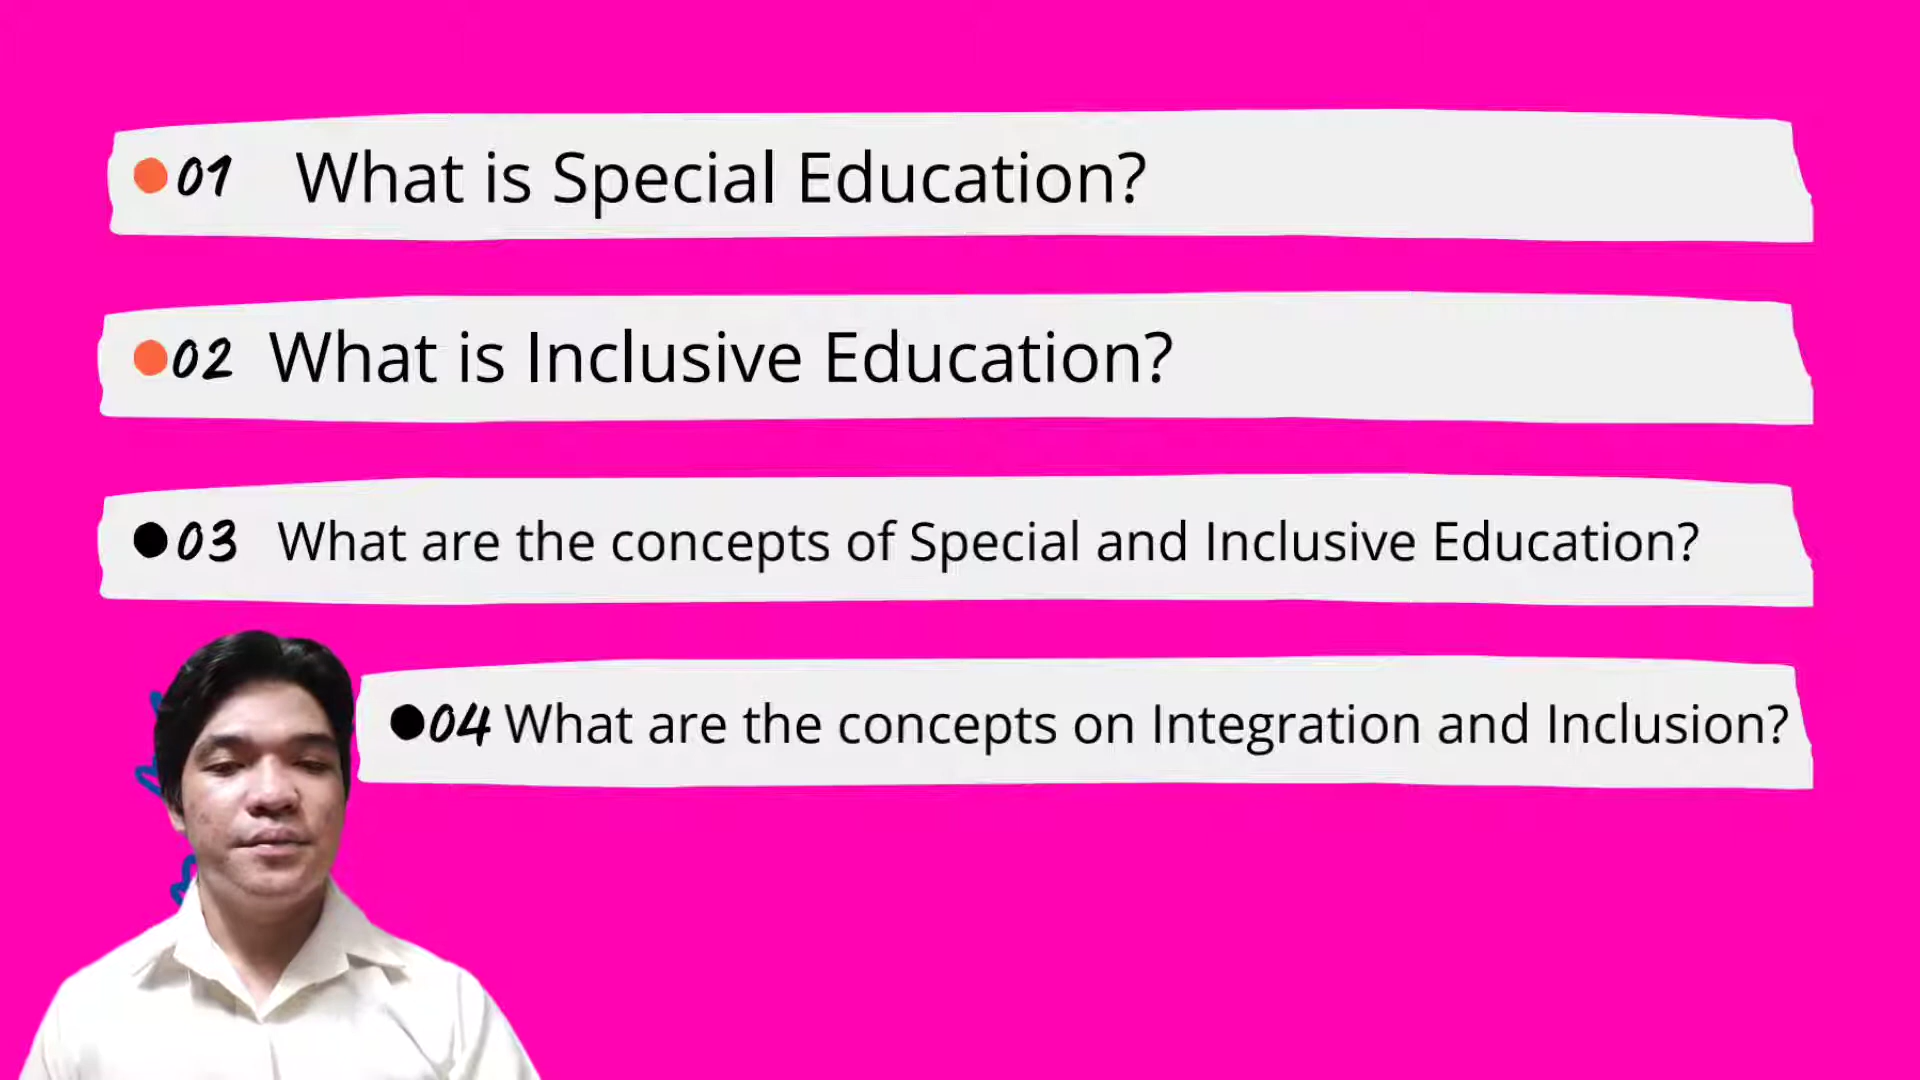 01 What is Special Education?
02 What is Inclusive Education?
03 What are the concepts of Special and Inclusive Education?
04 What are the concepts on Integration and Inclusion?